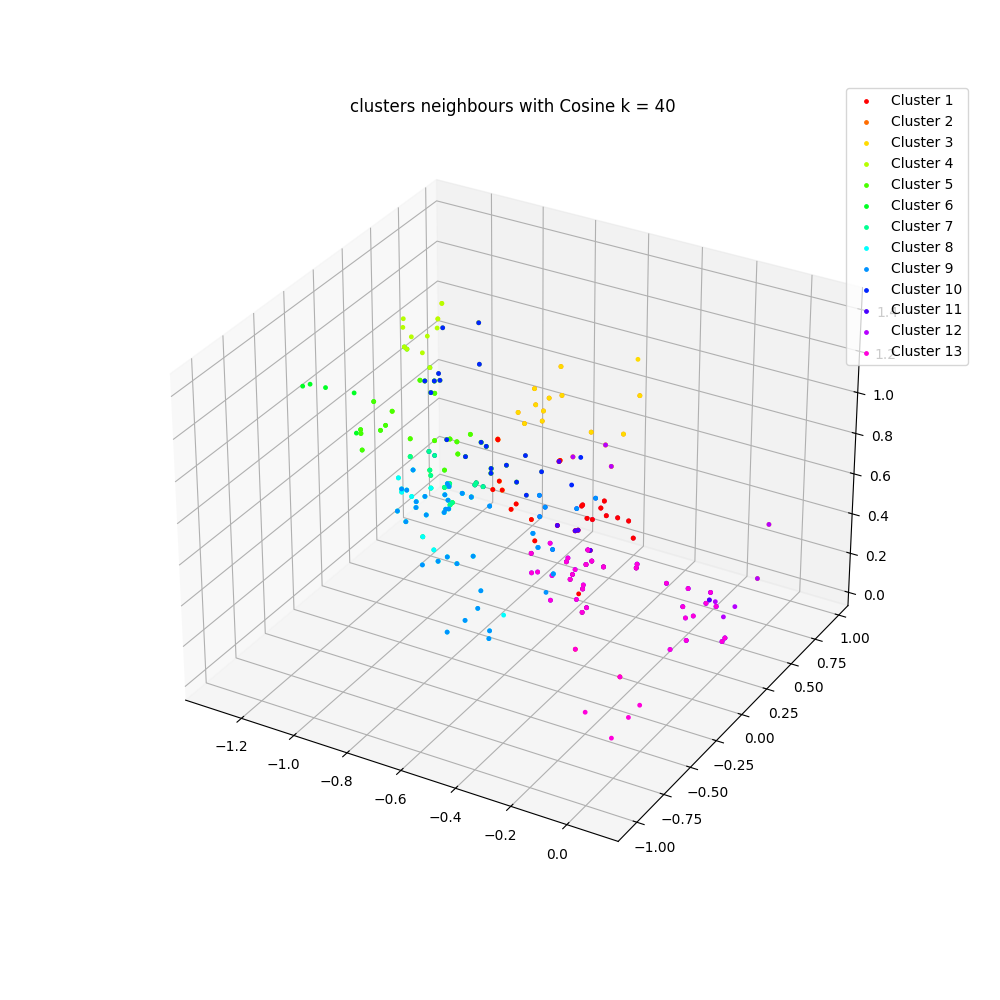 clusters neighbours with Cosine k = 40
Cluster 1
Cluster 2
Cluster 3
Cluster 4
Cluster 5
Cluster 6
Cluster 7
Cluster 8
Cluster 9
Cluster 10
Cluster 11
Cluster 12
Cluster 13
1.4
1.2
1.0
0.8
0.6
0.4
0.2
0.0
1.00
0.75
0.50
0.25
0.00
−0.25
−0.50
−0.75
−1.00
−1.2
−1.0
−0.8
−0.6
−0.4
−0.2
0.0